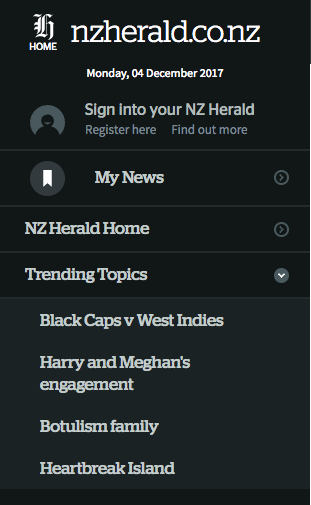 h
HOME
nzherald.co.nz
Monday, 04 December 2017
Sign into your NZ Herald
Register here Find out more
My News
NZ Herald Home
Trending Topics
Black Caps v West Indies
Harry and Meghan's
engagement
Botulism family
Heartbreak Island